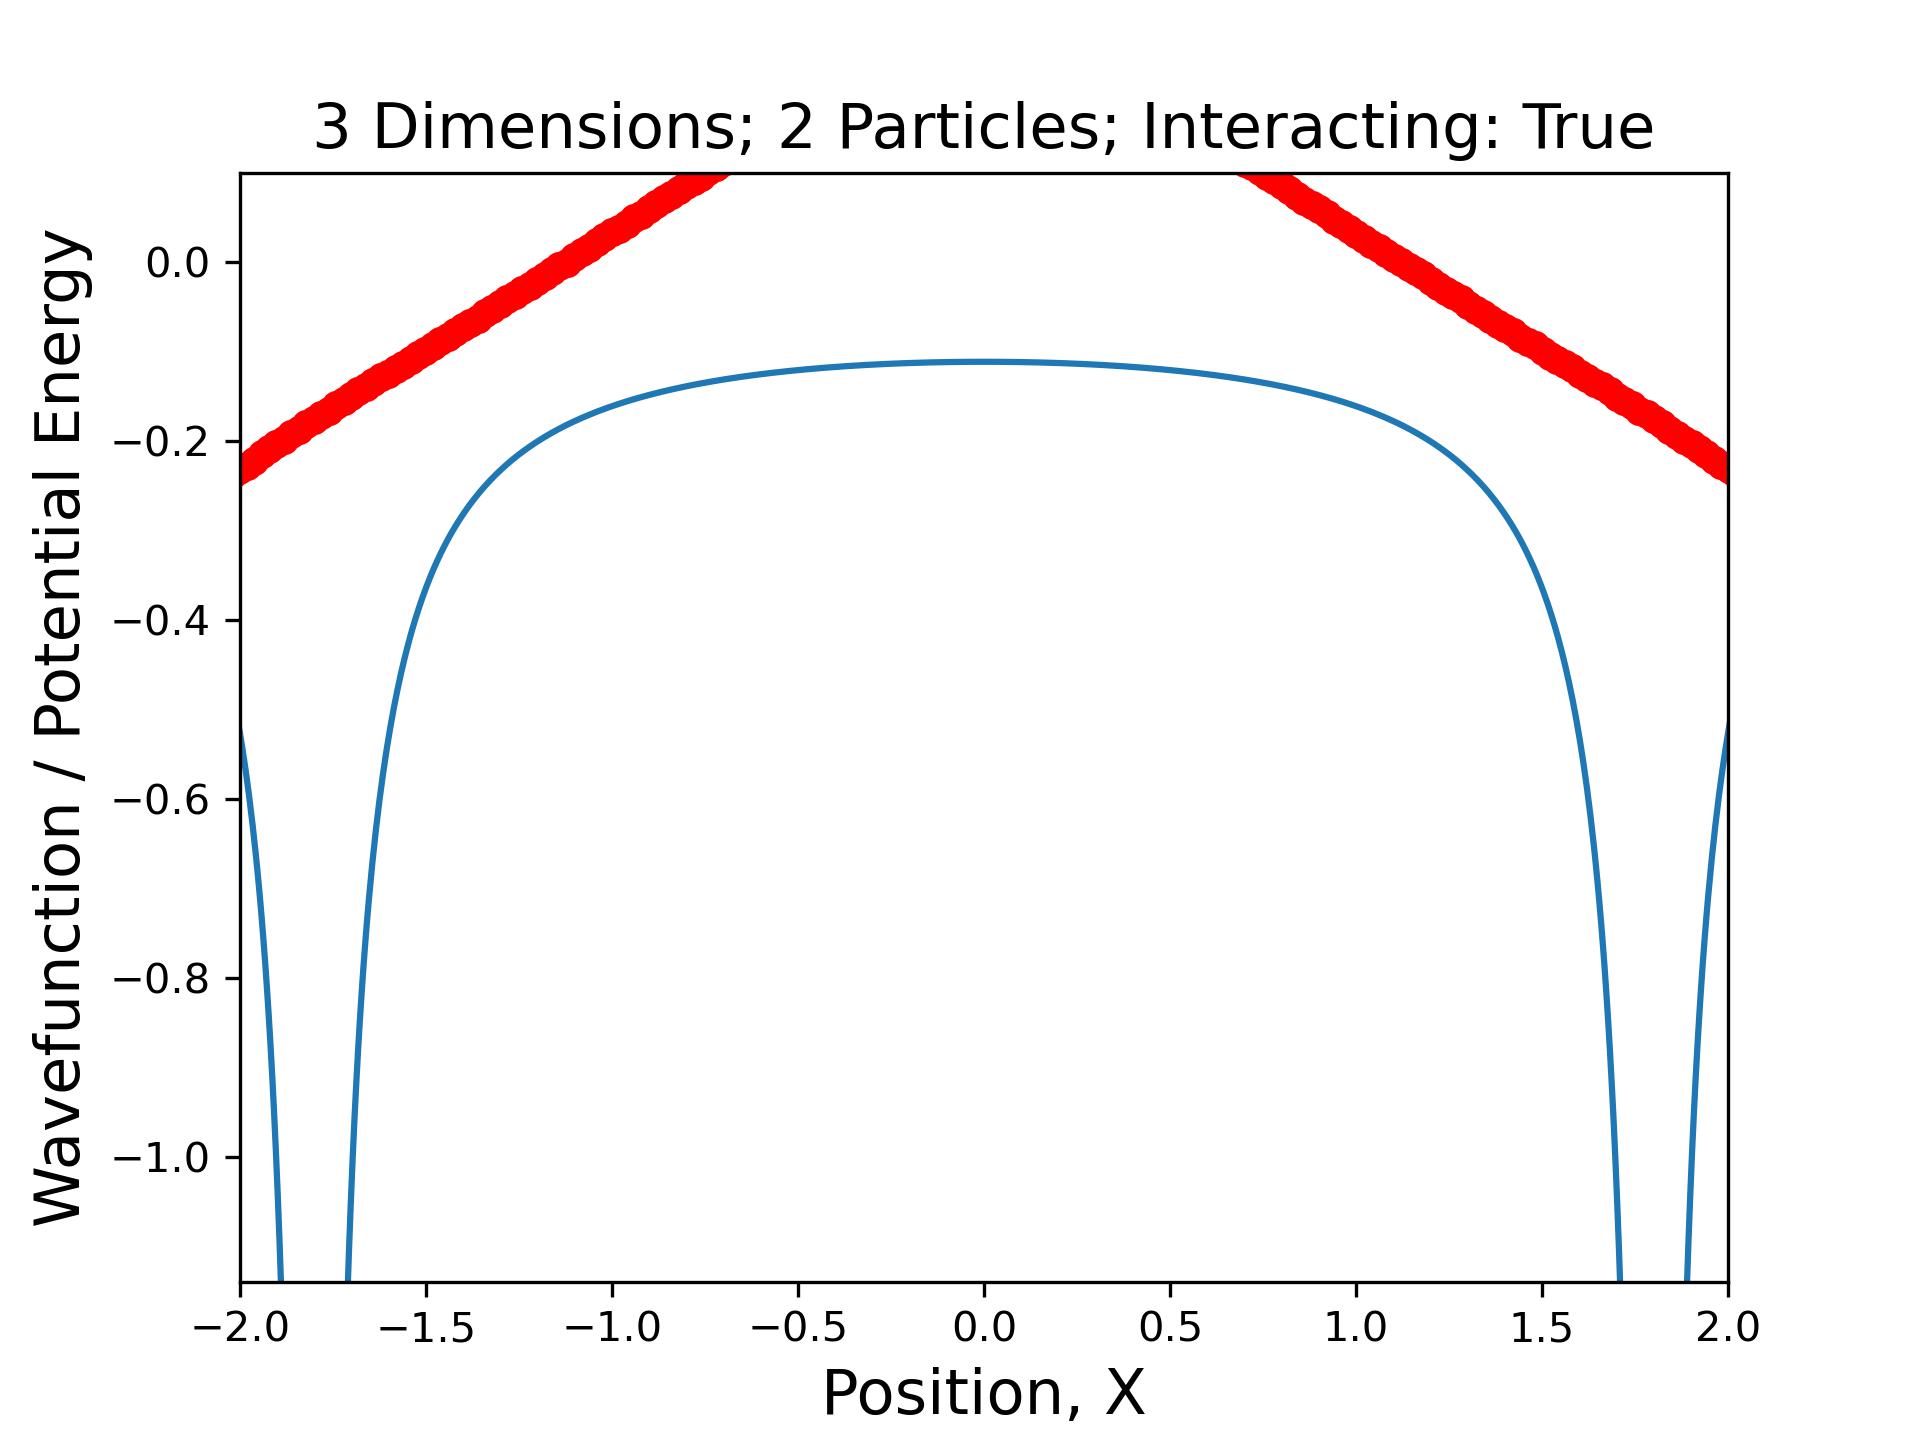 3 Dimensions; 2 Particles; Interacting: True
Wavefunction / Potential Energy
0.0
−0.2
−0.4
−0.6
−0.8
−1.0
−2.0 −1.5 −1.0 −0.5 0.0 0.5 1.0 1.5 2.0
Position, X